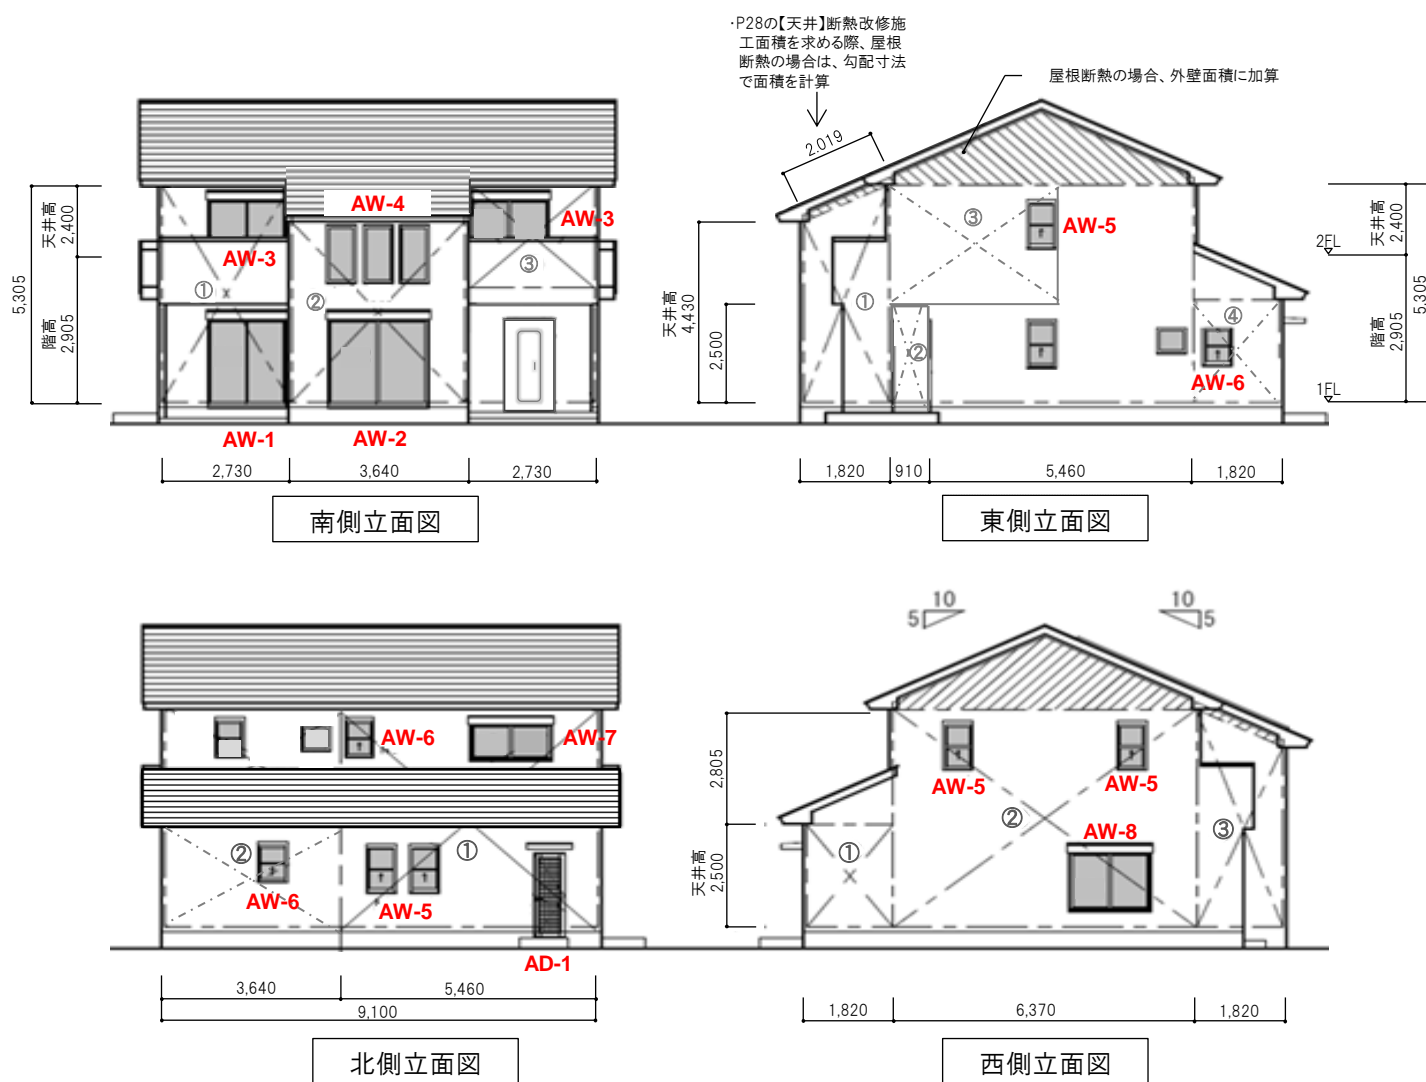 ・P28の【天井】断熱改修施
工面積を求める際、屋根
断熱の場合は、勾配寸法
で面積を計算
屋根断熱の場合、外壁面積に加算
2.019
AW-4
AW-3
AW-3
①
②
③
天井高
2,400
5,305
階高
2,905
AW-1
AW-2
2,730
3,640
2,730
南側立面図
③
AW-5
①
②
④
AW-6
天井高
4,430
2,500
2FL
1FL
天井高
2,400
5,305
階高
2,905
1,820
910
5,460
1,820
東側立面図
AW-6
AW-7
②
①
AW-6
AW-5
AD-1
3,640
5,460
9,100
北側立面図
10
5
10
5
2,805
天井高
2,500
AW-5
AW-5
②
AW-8
①
③
1,820
6,370
1,820
西側立面図